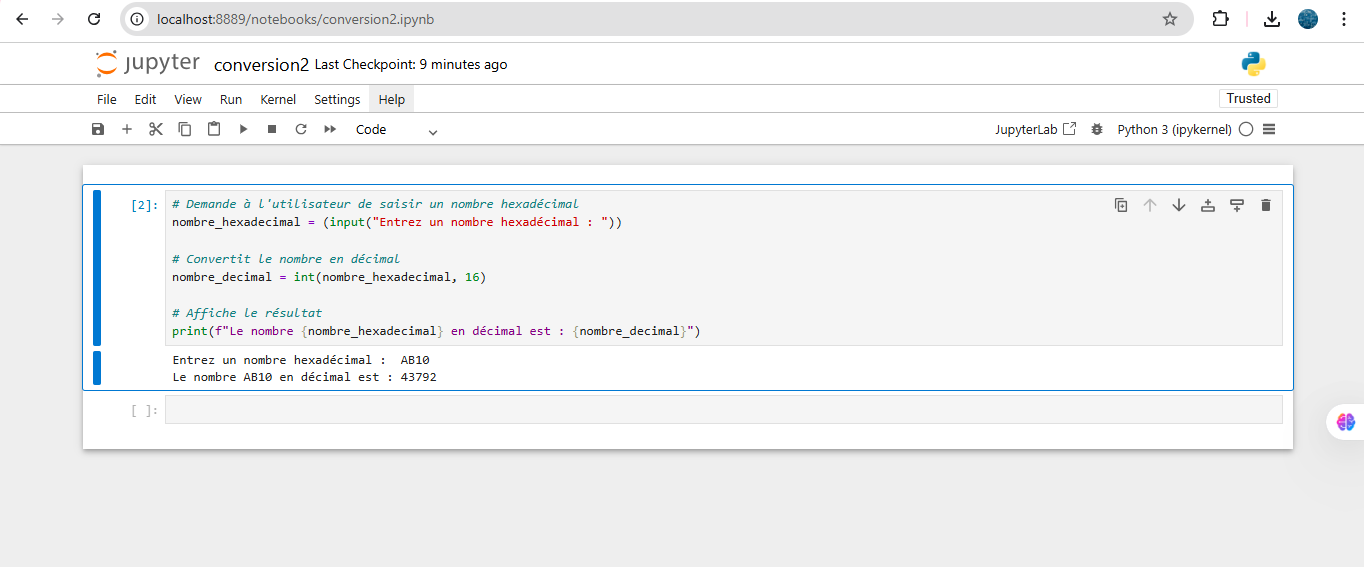 localhost:8889/notebooks/conversion2.ipynb
jupyter conversion2 Last Checkpoint: 9 minutes ago
File Edit View Run Kernel Settings Help
Trusted
Code
JupyterLab
Python 3 (ipykernel)
[2]:
# Demande à l'utilisateur de saisir un nombre hexadécimal
nombre_hexadecimal = (input("Entrez un nombre hexadécimal : "))
# Convertit le nombre en décimal
nombre_decimal = int(nombre_hexadecimal, 16)
# Affiche le résultat
print(f"Le nombre {nombre_hexadecimal} en décimal est : {nombre_decimal}")
Entrez un nombre hexadécimal :  AB10
Le nombre AB10 en décimal est : 43792
[ ]: